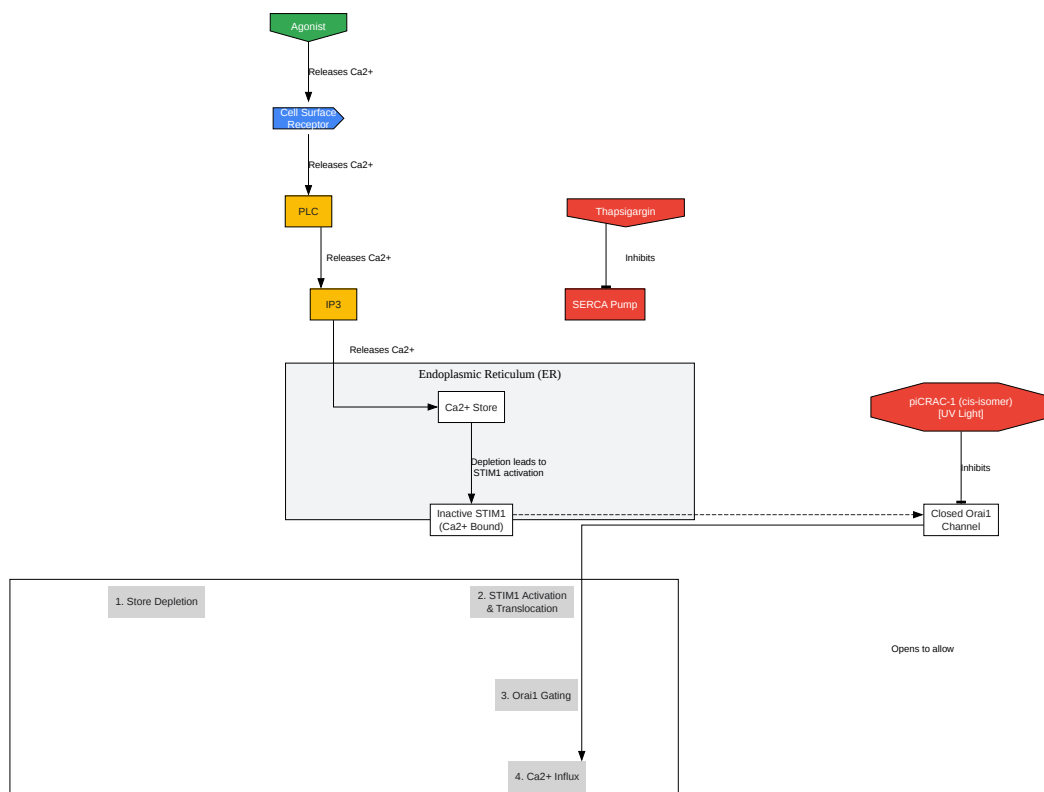 Agonist
Releases Ca2+
Cell Surface
Receptor
Releases Ca2+
PLC
Thapsigargin
Releases Ca2+
Inhibits
IP3
SERCA Pump
Releases Ca2+
Endoplasmic Reticulum (ER)
Ca2+ Store
piCRAC-1 (cis-isomer)
[UV Light]
Depletion leads to
STIM1 activation
Inhibits
Inactive STIM1
(Ca2+ Bound)
Closed Orai1
Channel
1. Store Depletion
2. STIM1 Activation
& Translocation
Opens to allow
3. Orai1 Gating
4. Ca2+ Influx